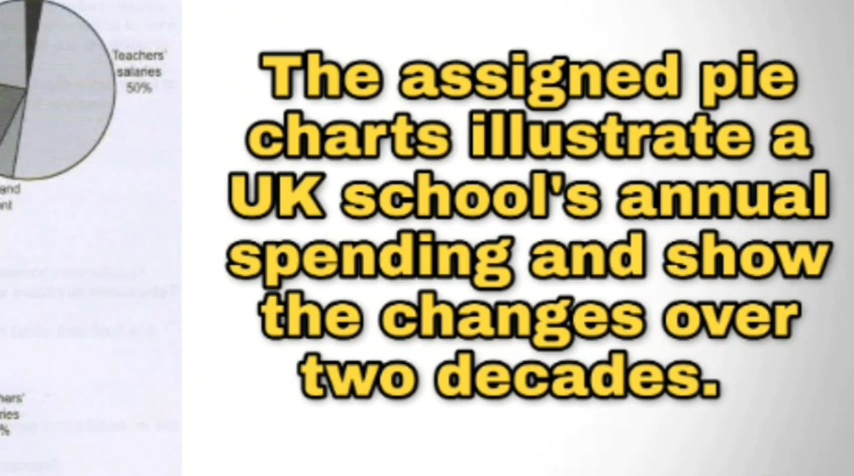 Teachers'
salaries
50%
The assigned pie
charts illustrate a
UK school's annual
spending and show
the changes over
two decades.